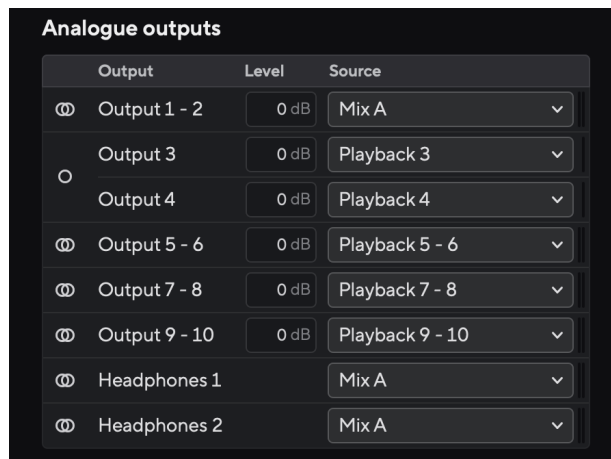 Analogue outputs
Output Level Source
Output 1 - 2 0 dB Mix A
Output 3 0 dB Playback 3
Output 4 0 dB Playback 4
Output 5 - 6 0 dB Playback 5 - 6
Output 7 - 8 0 dB Playback 7 - 8
Output 9 - 10 0 dB Playback 9 - 10
Headphones 1 Mix A
Headphones 2 Mix A